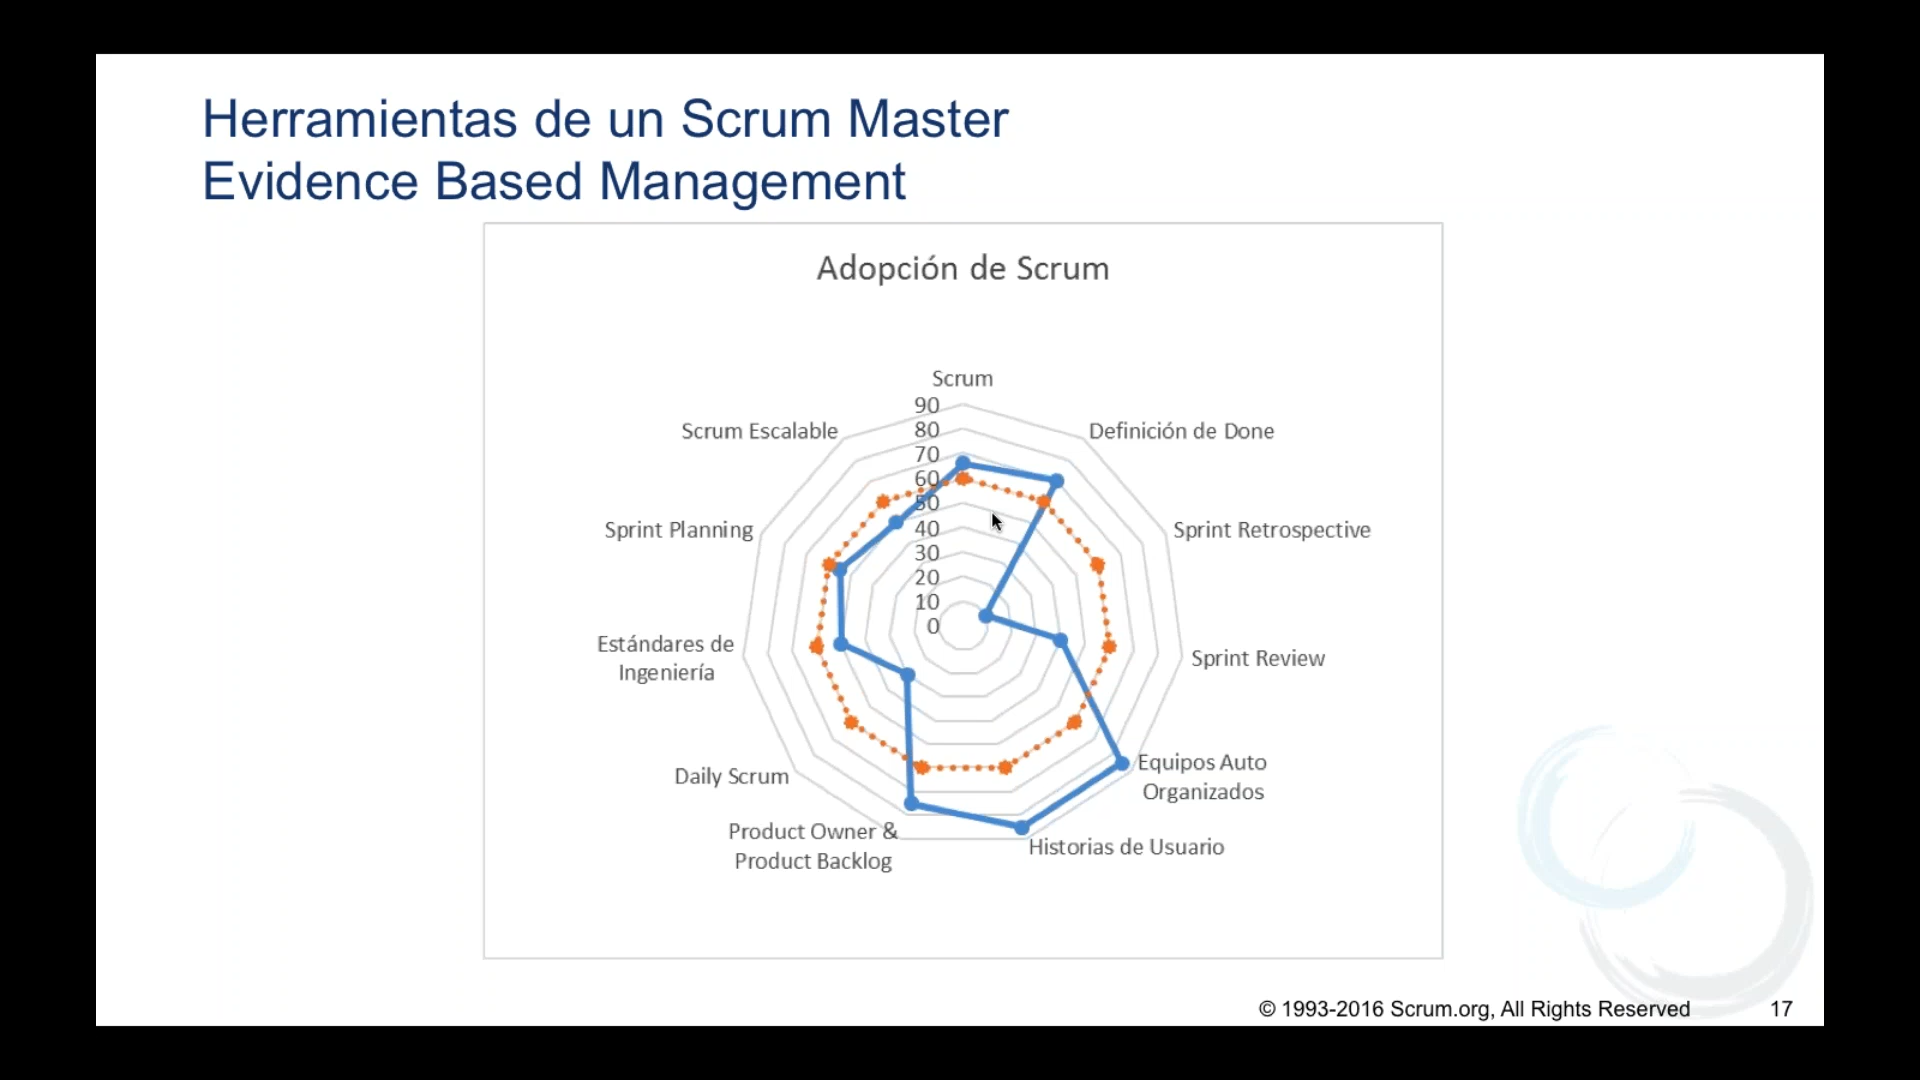 Herramientas de un Scrum Master
Evidence Based Management
Adopción de Scrum
Scrum
90
80
70
60
50
40
30
20
10
0
Definición de Done
Sprint Retrospective
Sprint Review
Equipos Auto
Organizados
Historias de Usuario
Product Owner &
Product Backlog
Daily Scrum
Estándares de
Ingeniería
Sprint Planning
Scrum Escalable
© 1993-2016 Scrum.org, All Rights Reserved
17